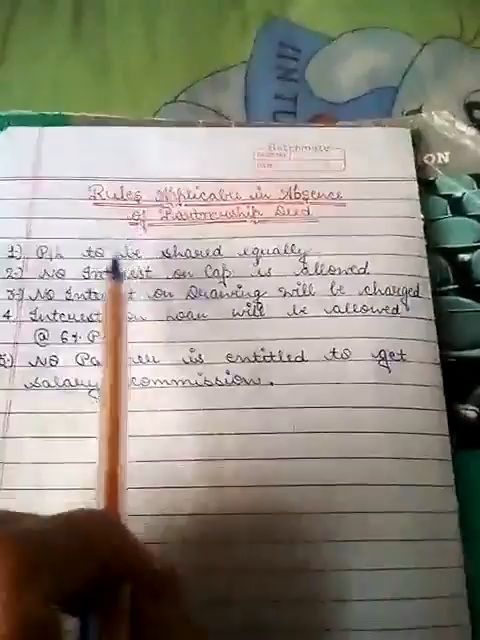 Rules Applicable in Absence
of Partnership Deed
1) P/L to be shared equally
2) NO Interest on Cap is allowed
3) NO Interest on Drawing will be charged
4. Interest on Loan will be allowed
@ 6% P
5) NO Partner is entitled to get
salary commission.
ON
INTU